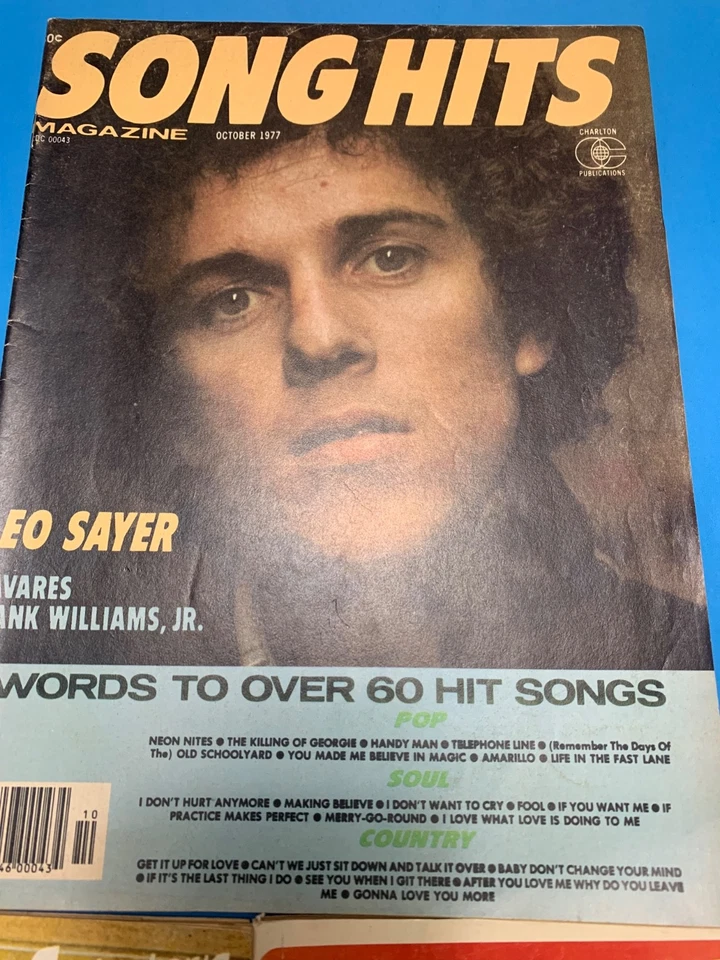 0¢
SONG HITS
MAGAZINE
OCTOBER 1977
DC 00043
CHARLTON
CC
PUBLICATIONS
EO SAYER
VARES
ANK WILLIAMS, JR.
WORDS TO OVER 60 HIT SONGS
POP
NEON NITES ● THE KILLING OF GEORGIE ● HANDY MAN ● TELEPHONE LINE ● (Remember The Days Of
The) OLD SCHOOLYARD ● YOU MADE ME BELIEVE IN MAGIC ● AMARILLO ● LIFE IN THE FAST LANE
SOUL
I DON'T HURT ANYMORE ● MAKING BELIEVE ● I DON'T WANT TO CRY ● FOOL ● IF YOU WANT ME ● IF
PRACTICE MAKES PERFECT ● MERRY-GO-ROUND ● I LOVE WHAT LOVE IS DOING TO ME
COUNTRY
GET IT UP FOR LOVE ● CAN'T WE JUST SIT DOWN AND TALK IT OVER ● BABY DON'T CHANGE YOUR MIND
● IF IT'S THE LAST THING I DO ● SEE YOU WHEN I GIT THERE ● AFTER YOU LOVE ME WHY DO YOU LEAVE
ME ● GONNA LOVE YOU MORE
10
46 00043